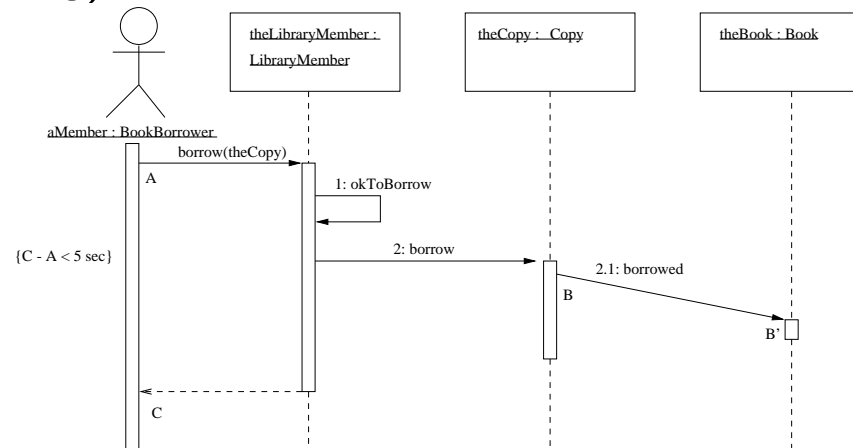 theLibraryMember :
LibraryMember
theCopy : Copy
theBook : Book
aMember : BookBorrower
borrow(theCopy)
A
1: okToBorrow
{C - A < 5 sec}
2: borrow
2.1: borrowed
B
B'
C